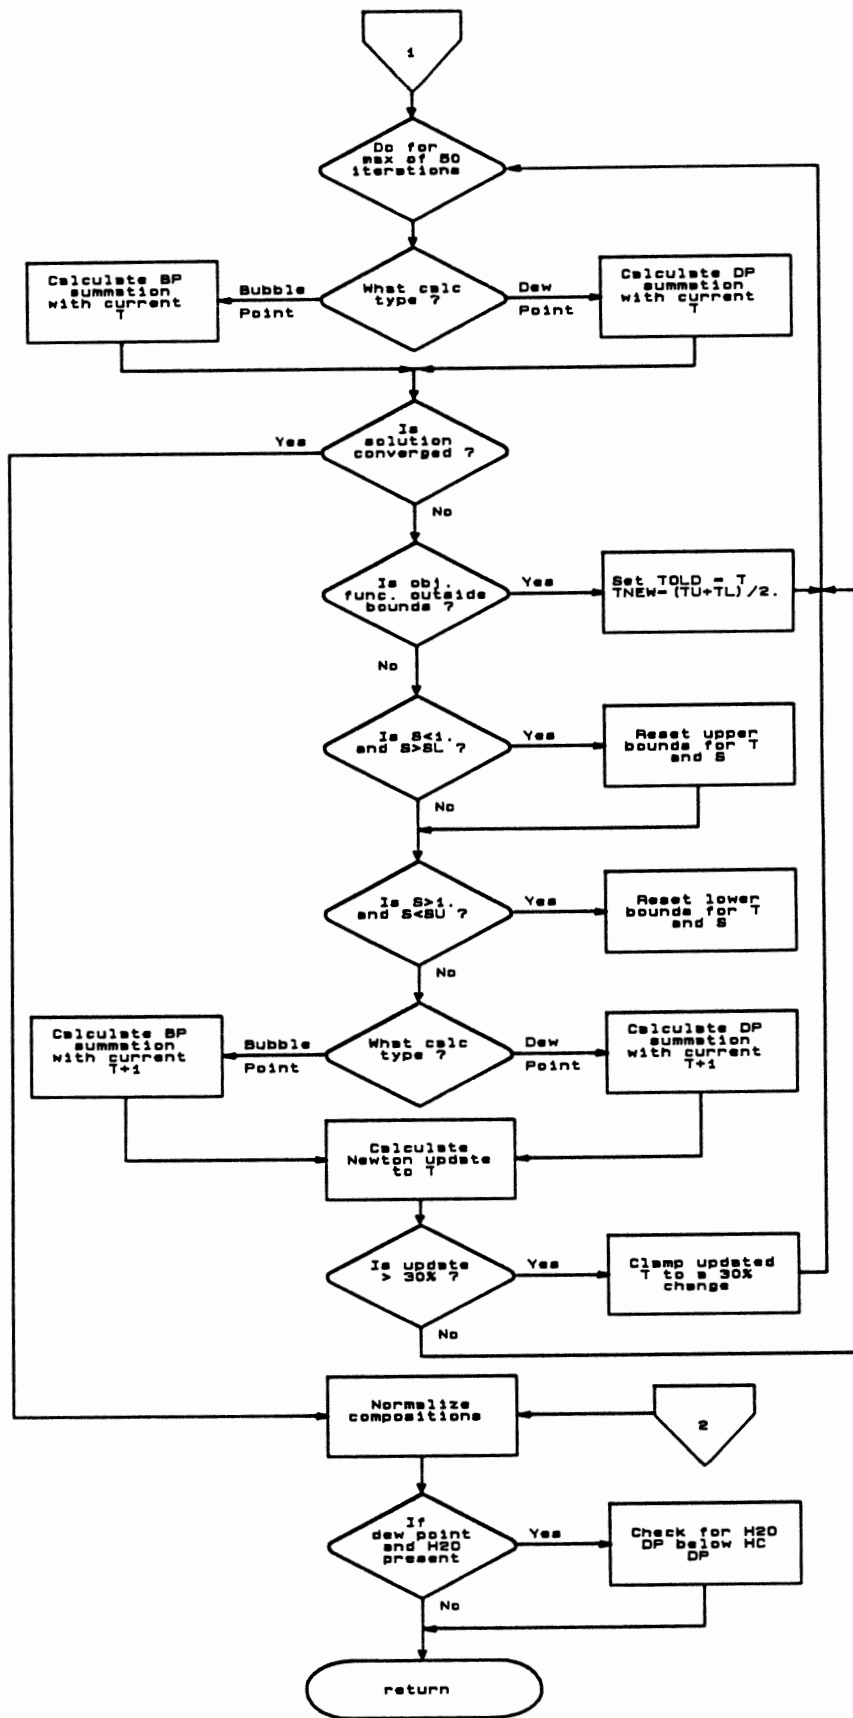 1
Do for
max of 50
iterations
Calculate BP
summation
with current
T
Bubble
Point
What calc
type ?
Dew
Point
Calculate DP
summation
with current
T
Is
solution
converged ?
Yes
No
Is obj.
func. outside
bounds ?
Yes
Set TOLD = T
TNEW=(TU+TL)/2.
No
Is S<1.
and S>SL ?
Yes
Reset upper
bounds for T
and S
No
Is S>1.
and S<SU ?
Yes
Reset lower
bounds for T
and S
No
Calculate BP
summation
with current
T+1
Bubble
Point
What calc
type ?
Dew
Point
Calculate DP
summation
with current
T+1
Calculate
Newton update
to T
Is update
> 30% ?
Yes
Clamp updated
T to a 30%
change
No
Normalize
compositions
2
If
dew point
and H2O
present
Yes
Check for H2O
DP below HC
DP
No
return